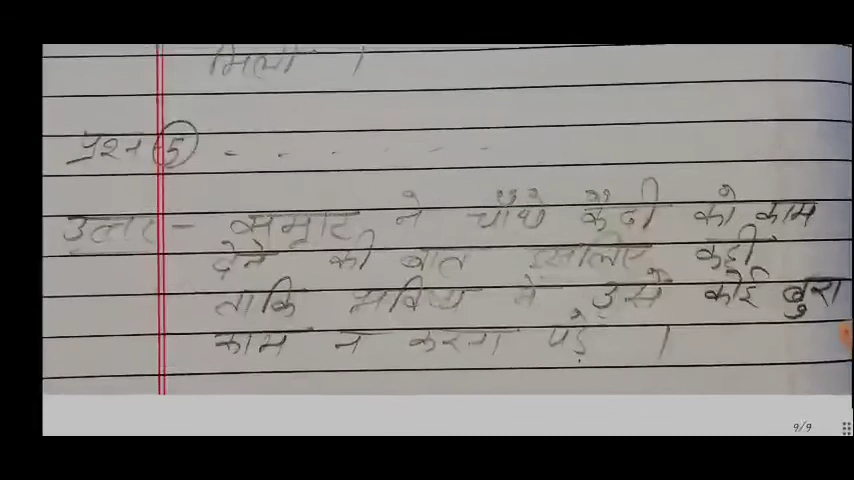 मिला ।
प्रश्न 5 - - - - - -
उत्तर - सम्राट ने चौथे कैदी को काम
देने की बात इसलिए कही
ताकि भविष्य में उसे कोई बुरा
काम न करना पड़े ।
9/9